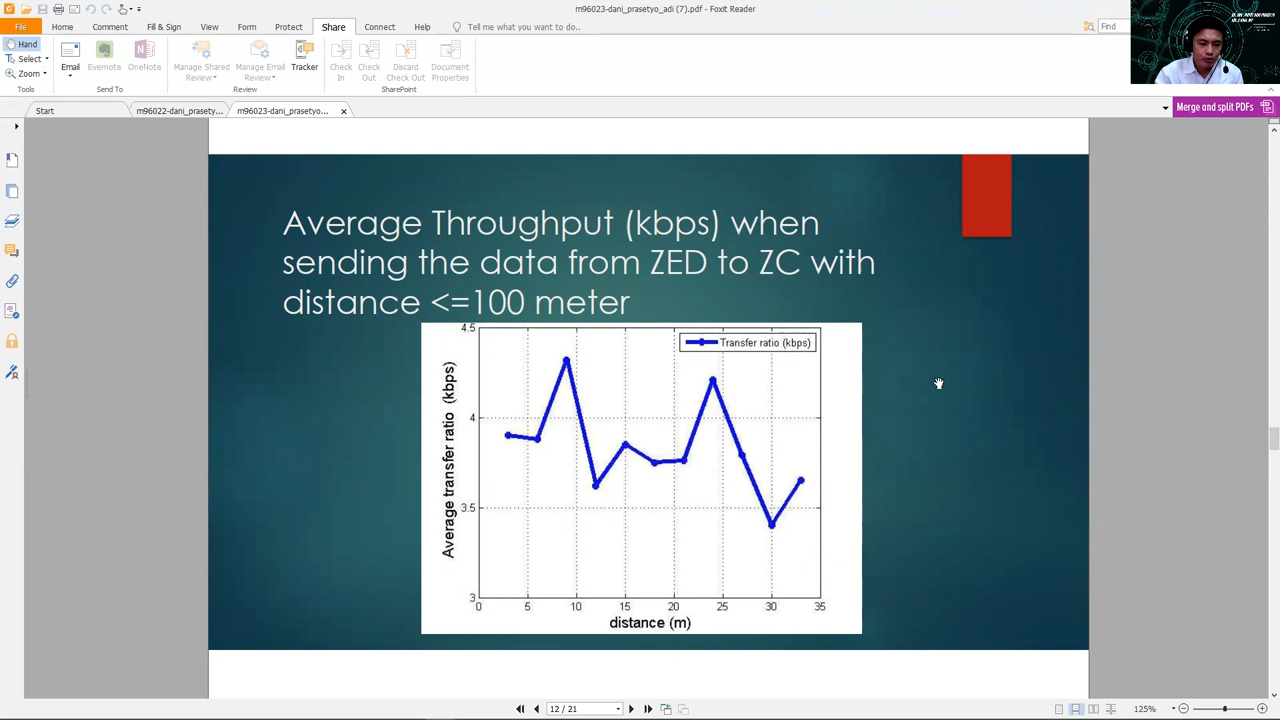 m96023-dani_prasetyo_adi (7).pdf - Foxit Reader
File Home Comment Fill & Sign View Form Protect Share Connect Help Tell me what you want to do... Find
Hand Select Zoom Tools
Email Evernote OneNote Send To
Manage Shared Review Manage Email Review Tracker Review
Check In Check Out Discard Check Out Document Properties SharePoint
Start m96022-dani_prasety... m96023-dani_prasetyo... Merge and split PDFs
Average Throughput (kbps) when
sending the data from ZED to ZC with
distance <=100 meter
Transfer ratio (kbps)
Average transfer ratio (kbps)
4.5
4
3.5
3
0 5 10 15 20 25 30 35
distance (m)
12 / 21 125%